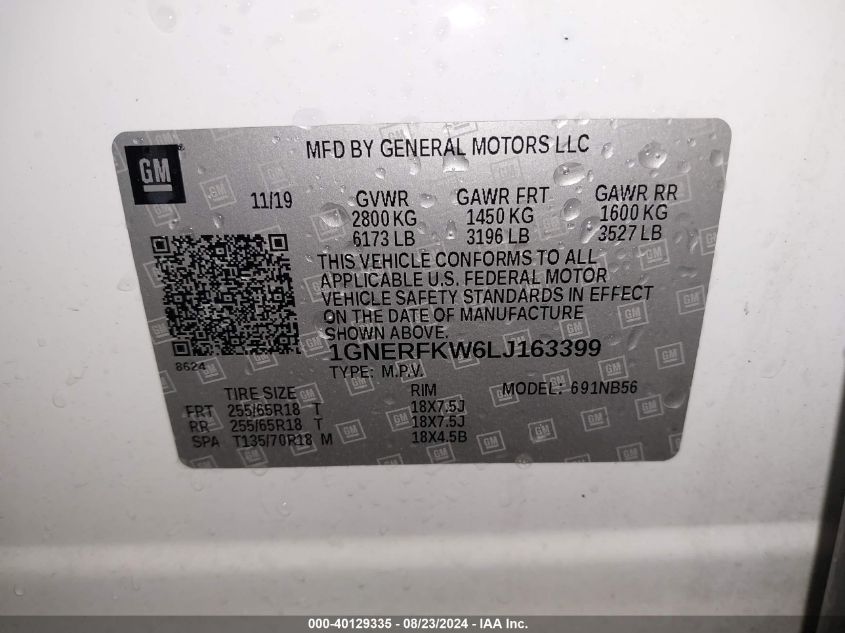 GM
MFD BY GENERAL MOTORS LLC
11/19
GVWR GAWR FRT GAWR RR
2800 KG 1450 KG 1600 KG
6173 LB 3196 LB 3527 LB
THIS VEHICLE CONFORMS TO ALL
APPLICABLE U.S. FEDERAL MOTOR
VEHICLE SAFETY STANDARDS IN EFFECT
ON THE DATE OF MANUFACTURE
SHOWN ABOVE.
8624
1GNERFKW6LJ163399
TYPE: M.P.V.
TIRE SIZE RIM MODEL: 691NB56
FRT 255/65R18 T 18X7.5J
RR 255/65R18 T 18X7.5J
SPA T135/70R18 M 18X4.5B
000-40129335 - 08/23/2024 - IAA Inc.